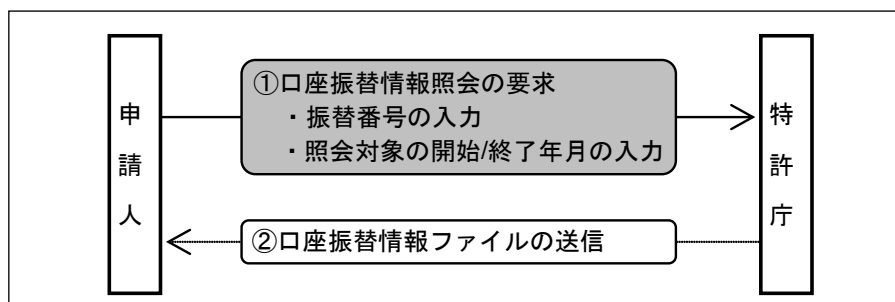 申請人
①口座振替情報照会の要求
・振替番号の入力
・照会対象の開始/終了年月の入力
特許庁
②口座振替情報ファイルの送信